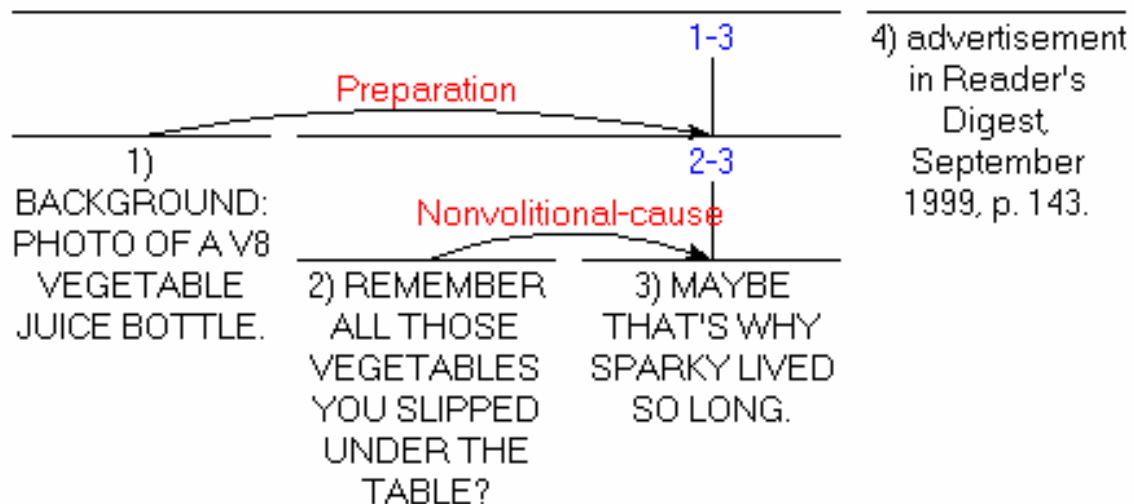 1-3
Preparation
4) advertisement
in Reader's
Digest,
September
1999, p. 143.
1)
BACKGROUND:
PHOTO OF A V8
VEGETABLE
JUICE BOTTLE.
2-3
Nonvolitional-cause
2) REMEMBER
ALL THOSE
VEGETABLES
YOU SLIPPED
UNDER THE
TABLE?
3) MAYBE
THAT'S WHY
SPARKY LIVED
SO LONG.